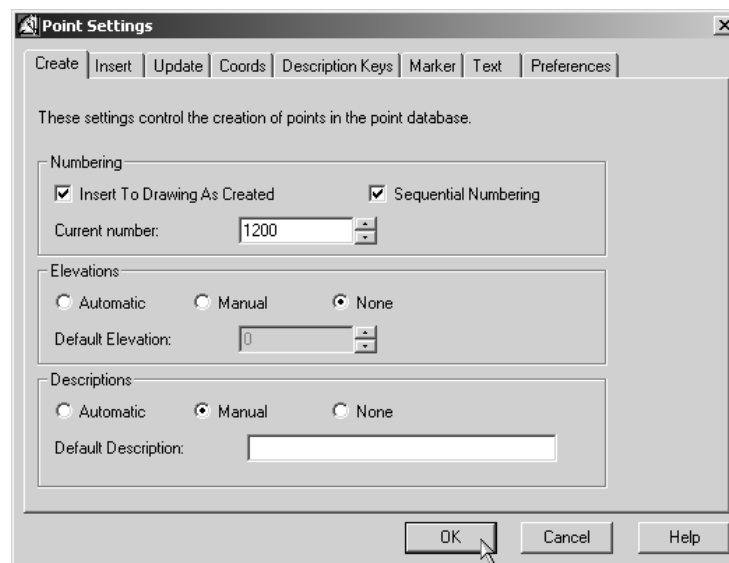 Point Settings
Create Insert Update Coords Description Keys Marker Text Preferences
These settings control the creation of points in the point database.
Numbering
Insert To Drawing As Created Sequential Numbering
Current number: 1200
Elevations
Automatic Manual None
Default Elevation: 0
Descriptions
Automatic Manual None
Default Description:
OK Cancel Help